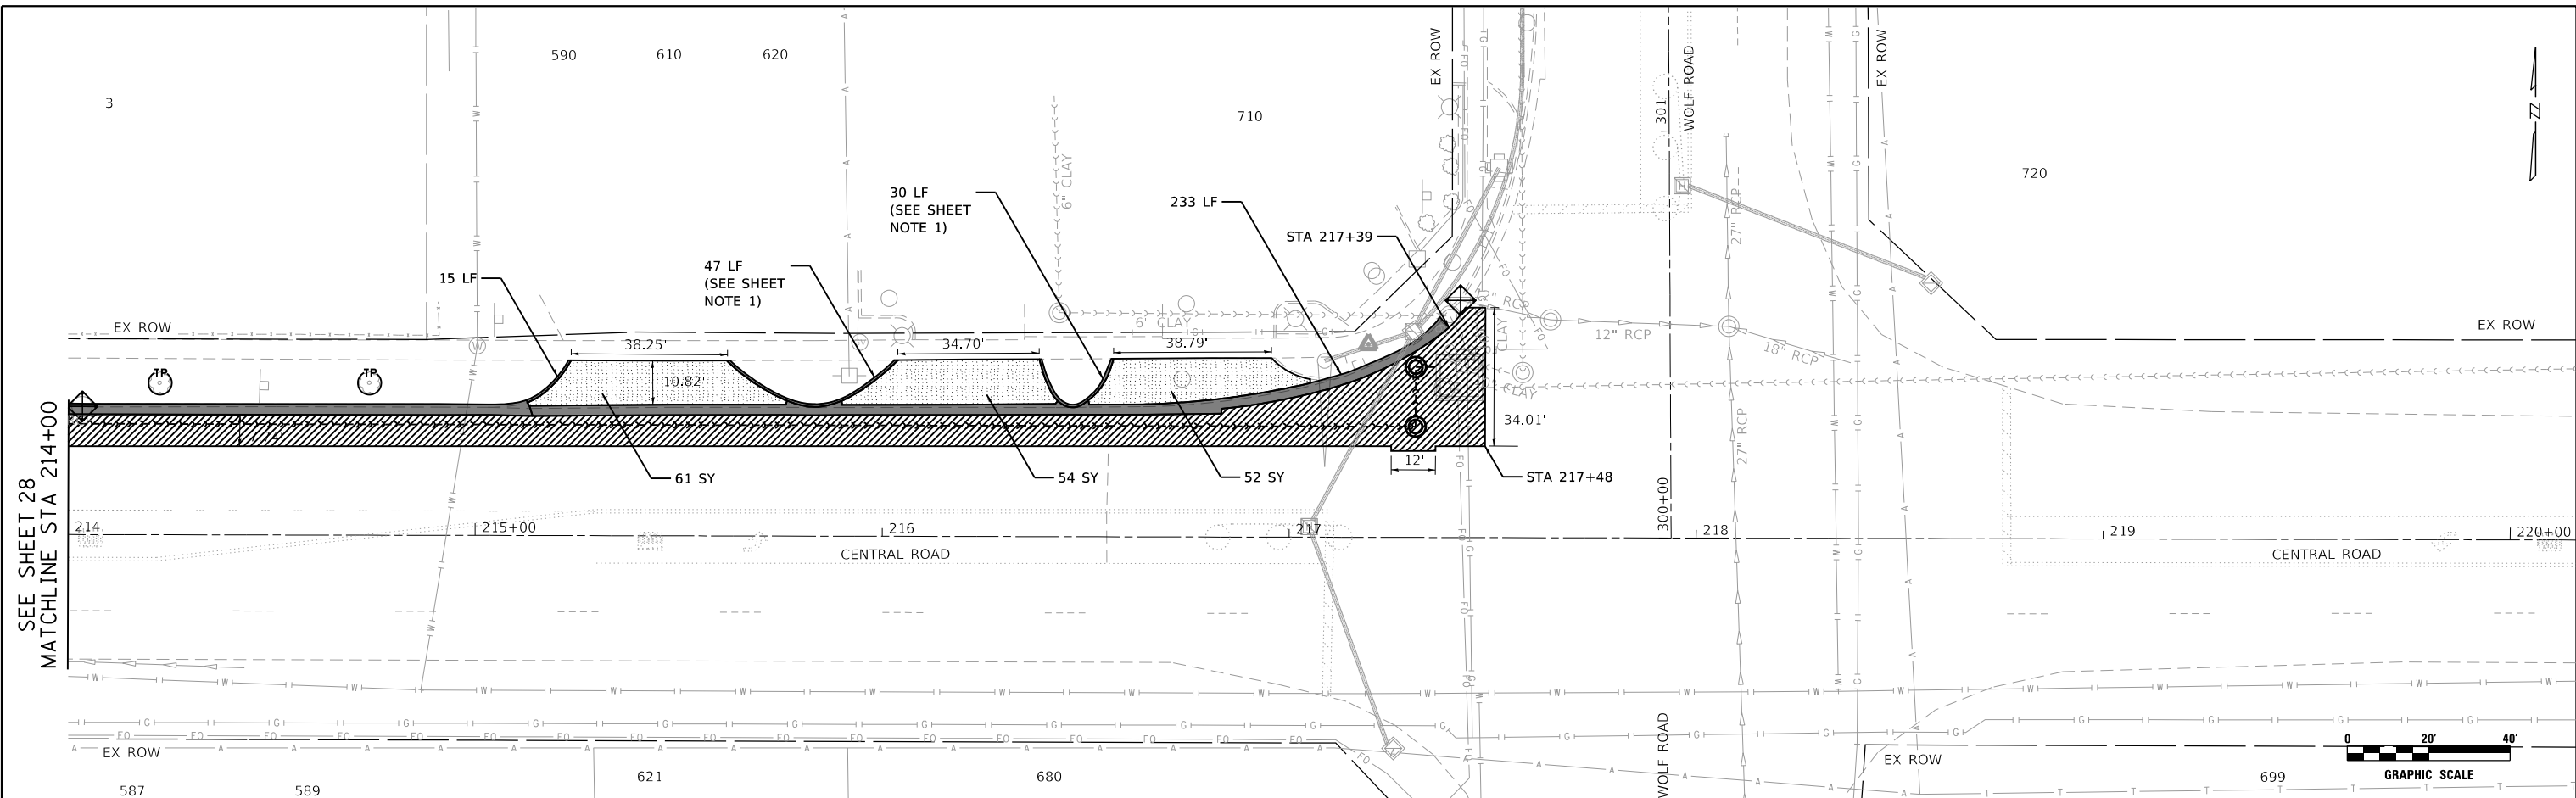 590 610 620
3
710
EX ROW
301
WOLF ROAD
EX ROW
720
N
6" CLAY
27" RCP
30 LF
(SEE SHEET
NOTE 1)
233 LF
STA 217+39
47 LF
(SEE SHEET
NOTE 1)
15 LF
EX ROW
6" CLAY
12" RCP
18" RCP
EX ROW
38.25'
34.70'
38.79'
TP
TP
10.82'
34.01'
7.74'
12'
61 SY
54 SY
52 SY
STA 217+48
27" RCP
SEE SHEET 28
MATCHLINE STA 214+00
214
215+00
216
217
300+00
218
219
220+00
CENTRAL ROAD
CENTRAL ROAD
WOLF ROAD
EX ROW
EX ROW
587
589
621
680
699
0 20' 40'
GRAPHIC SCALE